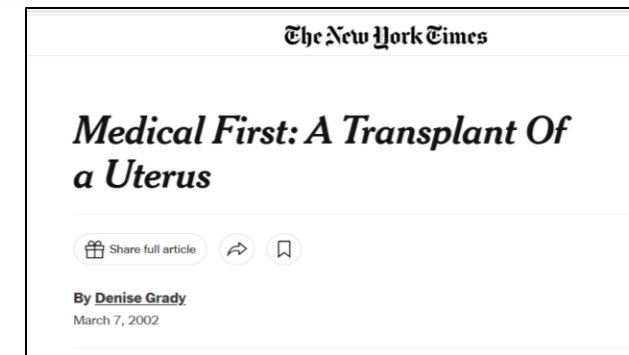 The New York Times
Medical First: A Transplant Of
a Uterus
Share full article
By Denise Grady
March 7, 2002